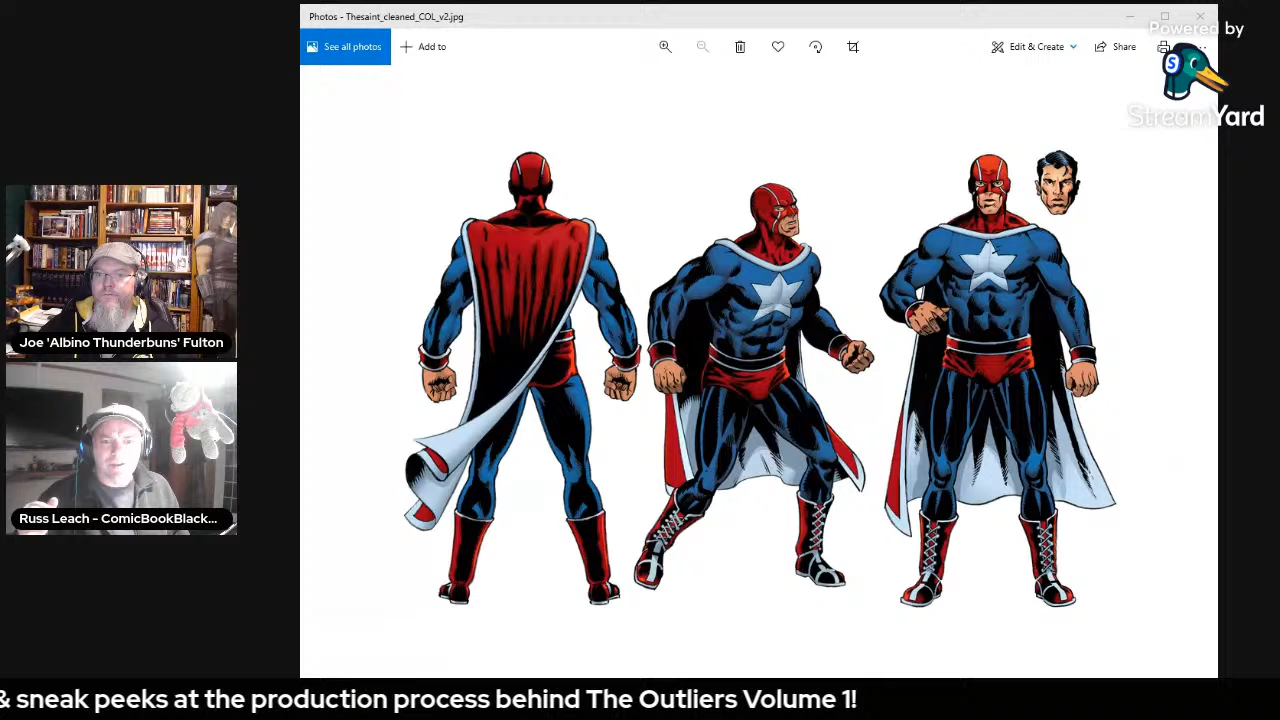 Photos - Thesaint_cleaned_COL_v2.jpg
See all photos
Add to
Edit & Create
Share
Powered by
S
StreamYard
Joe 'Albino Thunderbuns' Fulton
Russ Leach - ComicBookBlack...
& sneak peeks at the production process behind The Outliers Volume 1!